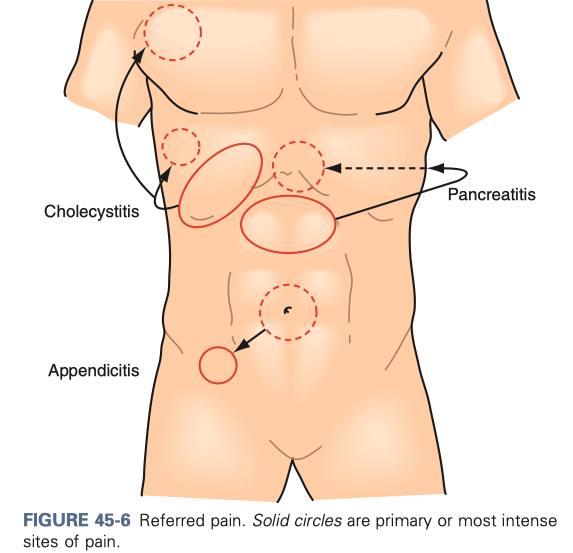 Cholecystitis
Pancreatitis
Appendicitis
FIGURE 45-6 Referred pain. Solid circles are primary or most intense
sites of pain.